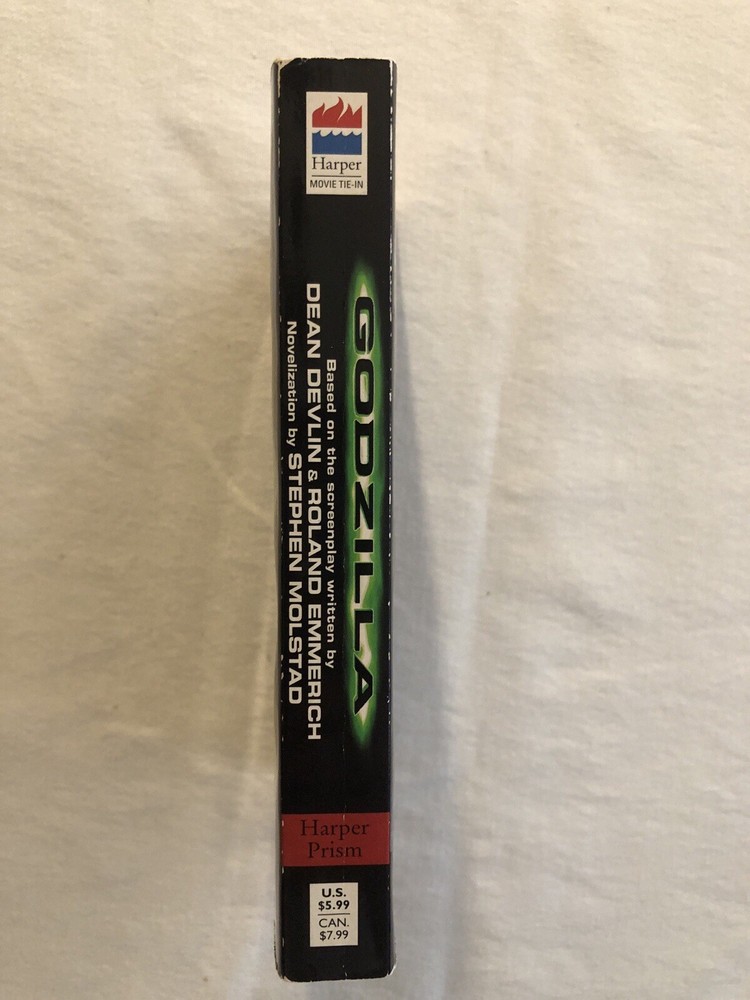 Harper
MOVIE TIE-IN
GODZILLA
Based on the screenplay written by
DEAN DEVLIN & ROLAND EMMERICH
Novelization by STEPHEN MOLSTAD
Harper
Prism
U.S.
$5.99
CAN.
$7.99